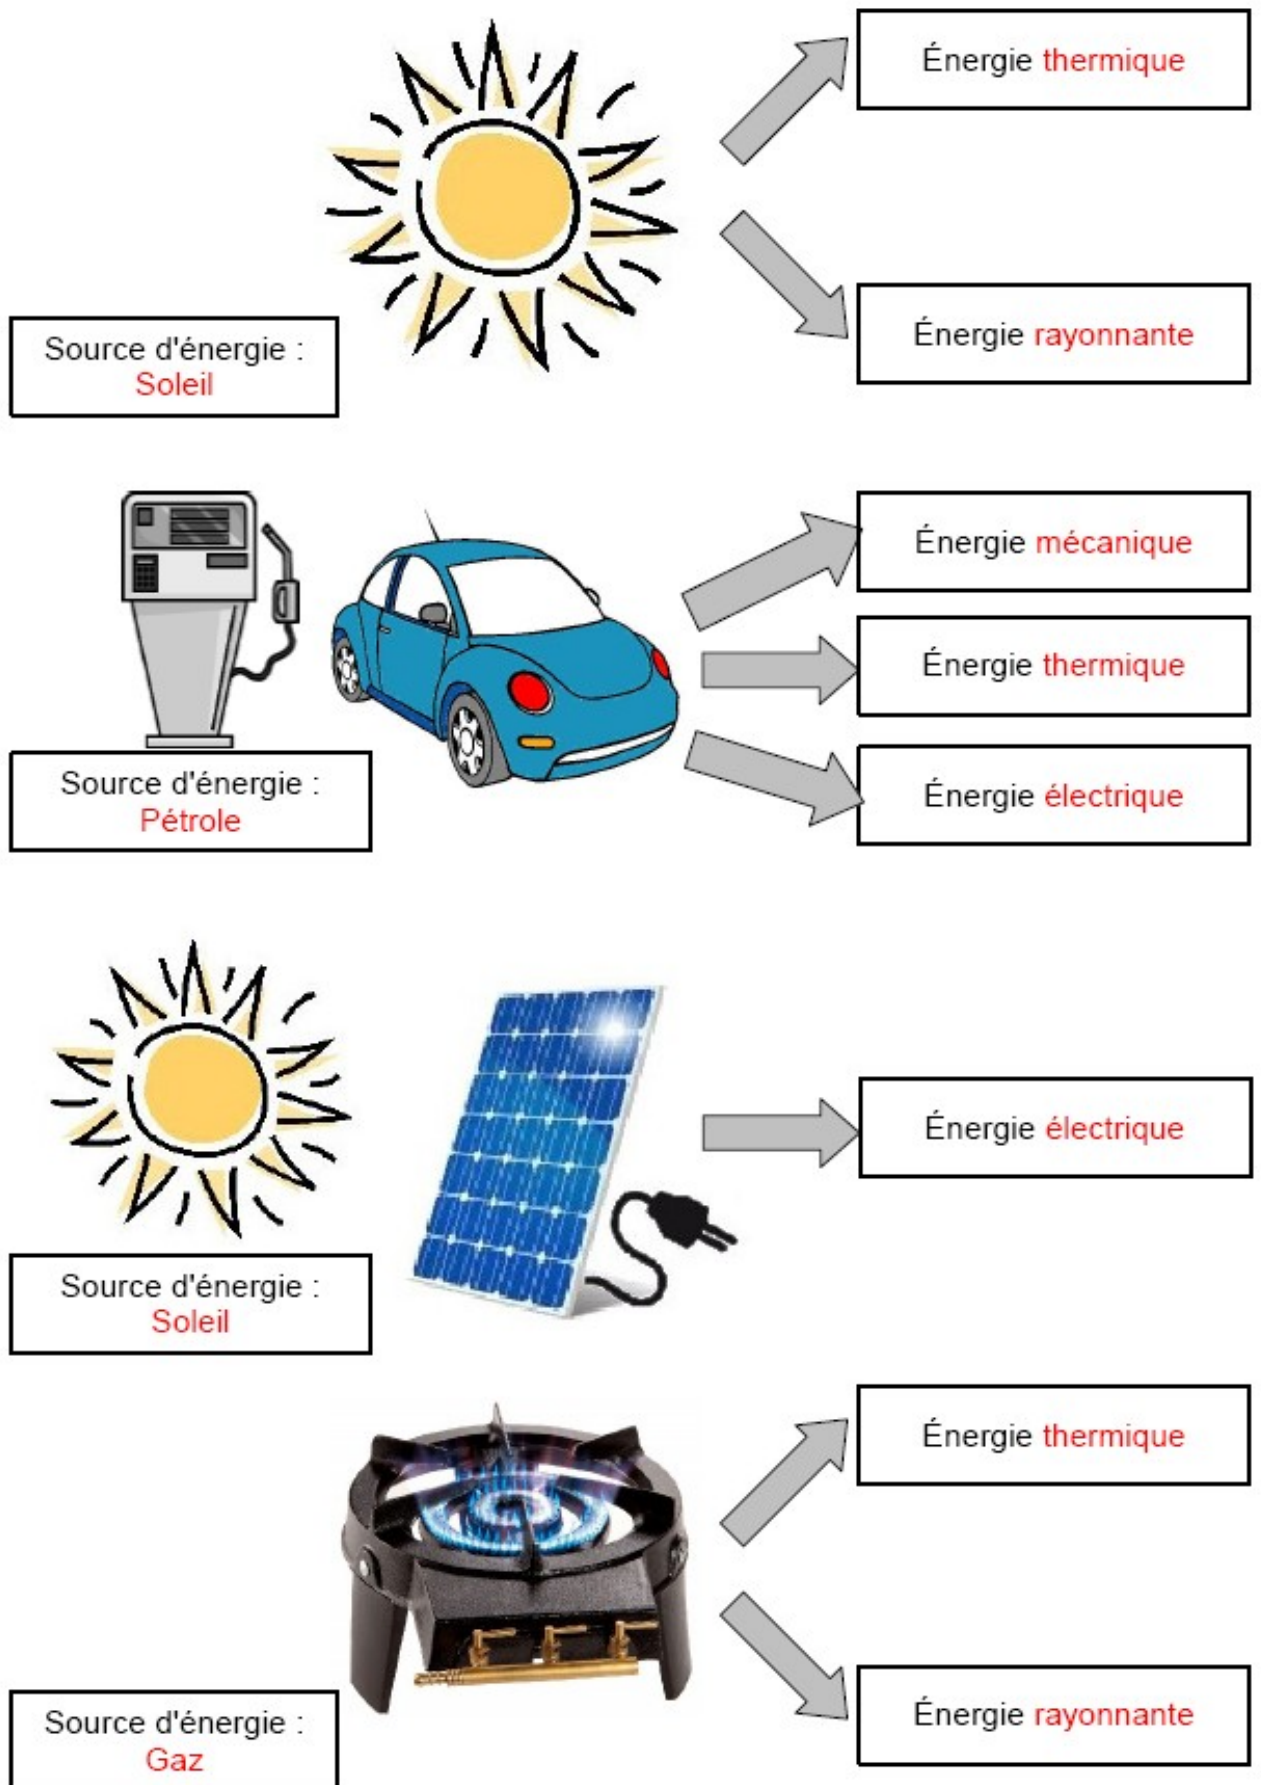 Énergie thermique
Énergie rayonnante
Source d'énergie :
Soleil
Énergie mécanique
Énergie thermique
Énergie électrique
Source d'énergie :
Pétrole
Énergie électrique
Source d'énergie :
Soleil
Énergie thermique
Énergie rayonnante
Source d'énergie :
Gaz